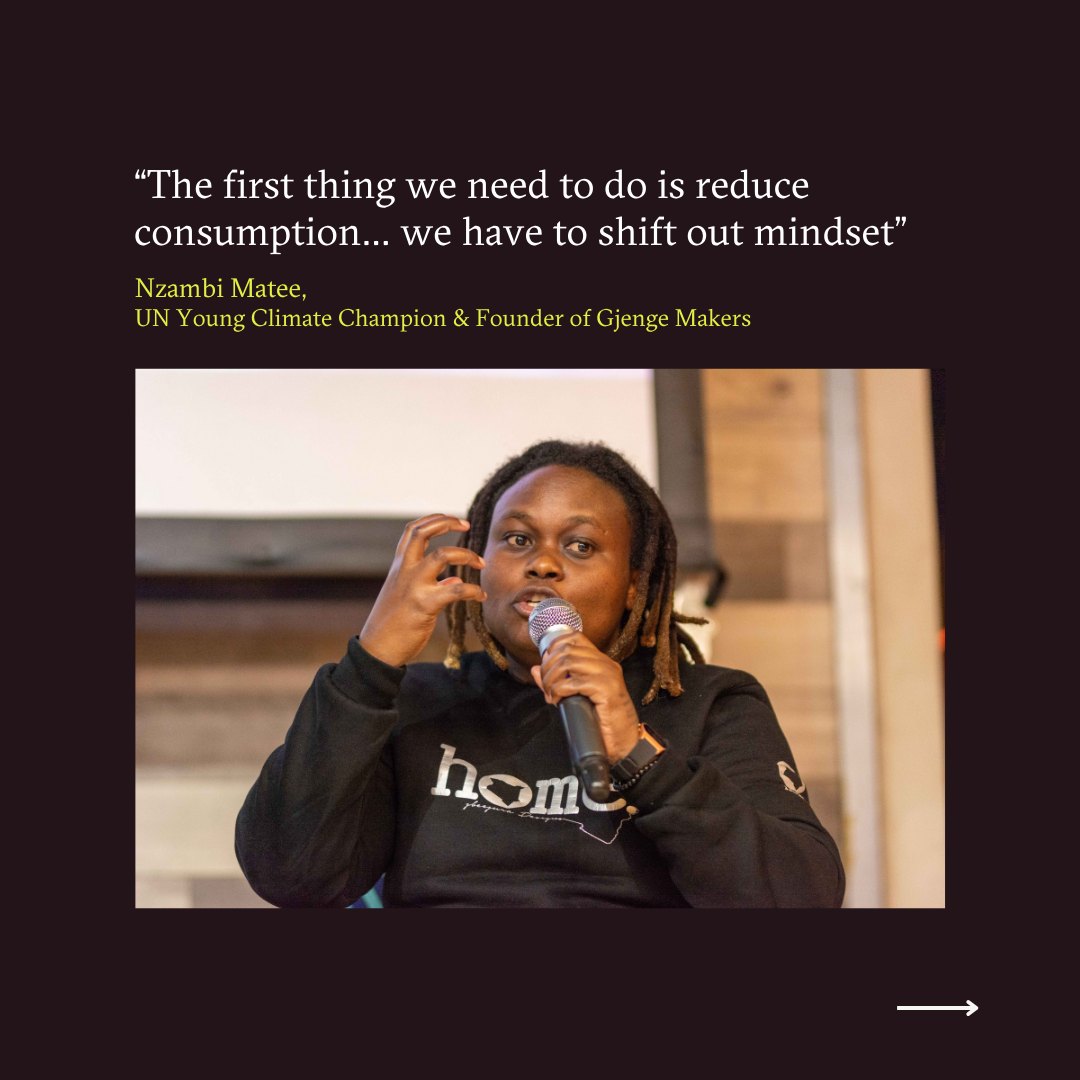 “The first thing we need to do is reduce
consumption... we have to shift out mindset”
Nzambi Matee,
UN Young Climate Champion & Founder of Gjenge Makers
home.